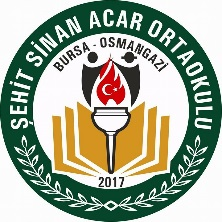 ŞEHİT SİNAN ACAR ORTAOKULU
BURSA - OSMANGAZİ
2017